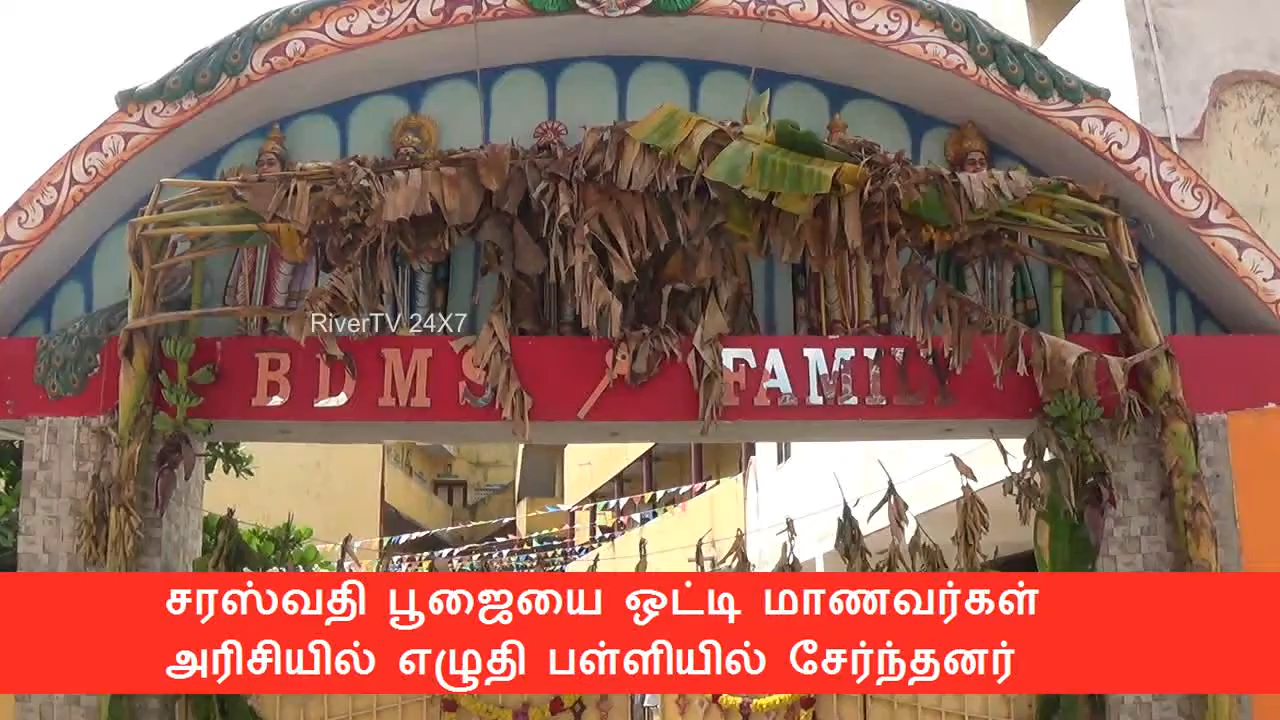 RiverTV 24X7
BDMS FAMILY
சரஸ்வதி பூஜையை ஒட்டி மாணவர்கள்
அரிசியில் எழுதி பள்ளியில் சேர்ந்தனர்